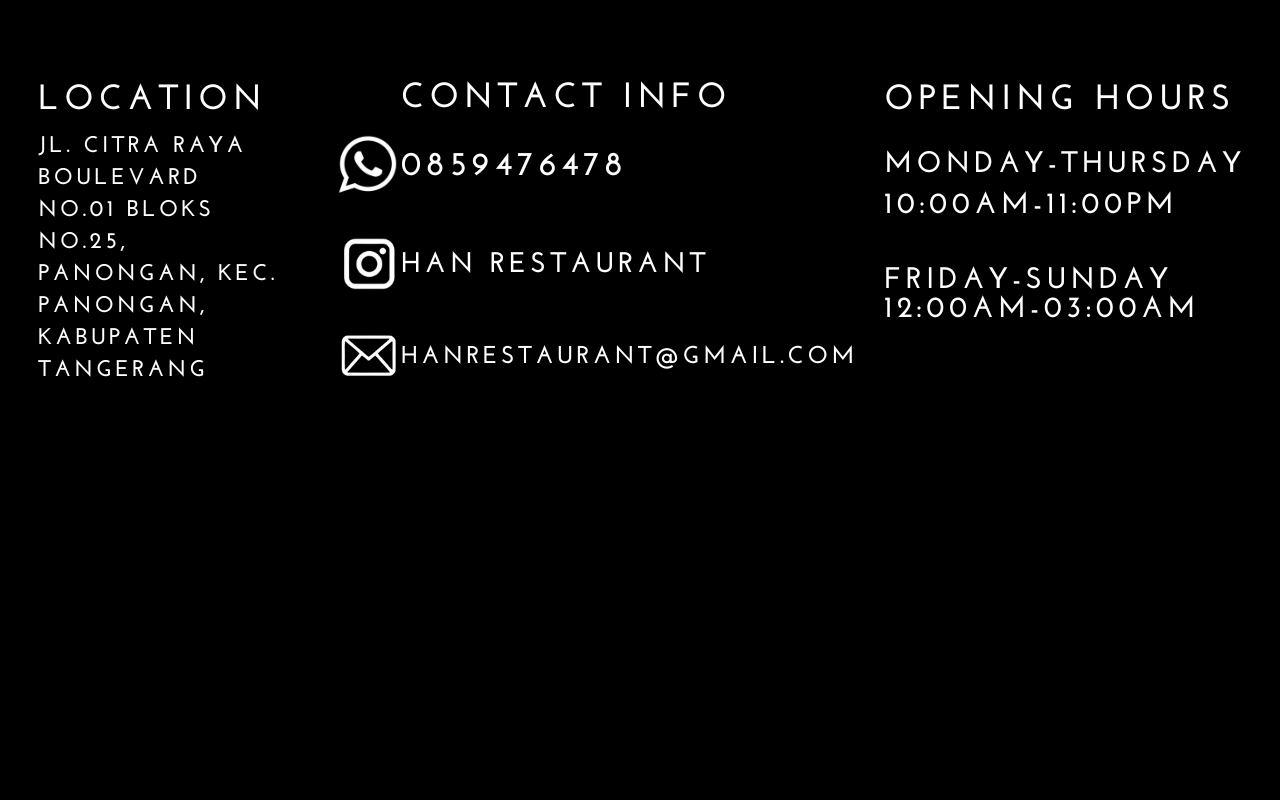 LOCATION
JL. CITRA RAYA
BOULEVARD
NO.01 BLOKS
NO.25,
PANONGAN, KEC.
PANONGAN,
KABUPATEN
TANGERANG
CONTACT INFO
0859476478
HAN RESTAURANT
HANRESTAURANT@GMAIL.COM
OPENING HOURS
MONDAY-THURSDAY
10:00AM-11:00PM
FRIDAY-SUNDAY
12:00AM-03:00AM